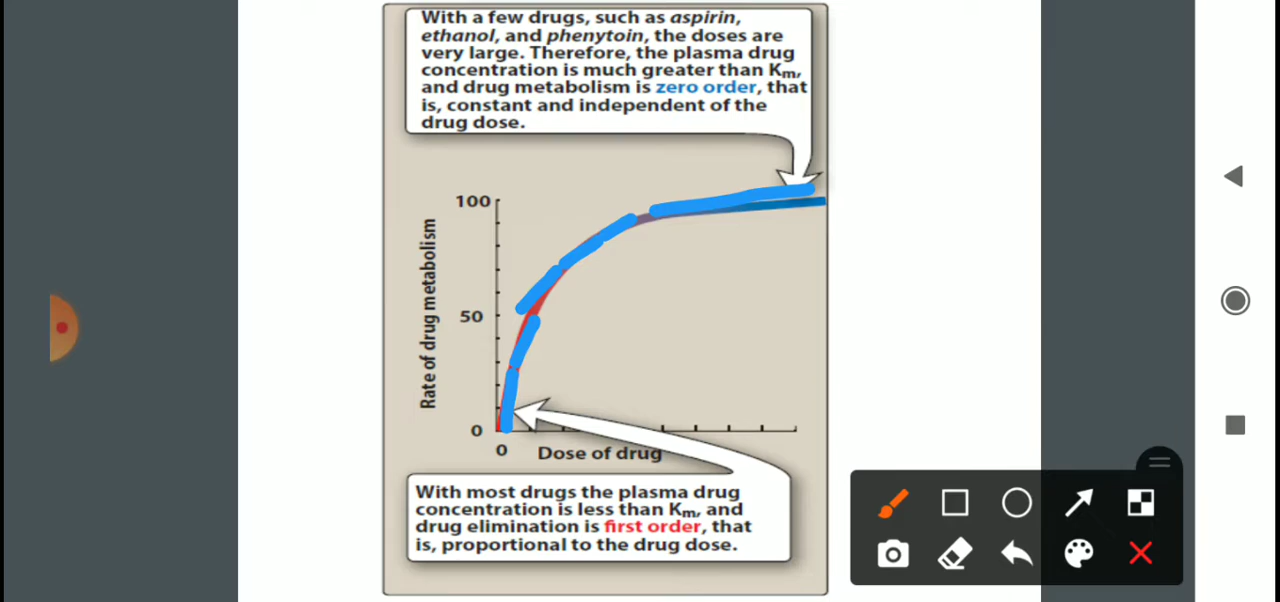 With a few drugs, such as aspirin,
ethanol, and phenytoin, the doses are
very large. Therefore, the plasma drug
concentration is much greater than Km,
and drug metabolism is zero order, that
is, constant and independent of the
drug dose.
100
50
0
Rate of drug metabolism
0
Dose of drug
With most drugs the plasma drug
concentration is less than Km, and
drug elimination is first order, that
is, proportional to the drug dose.